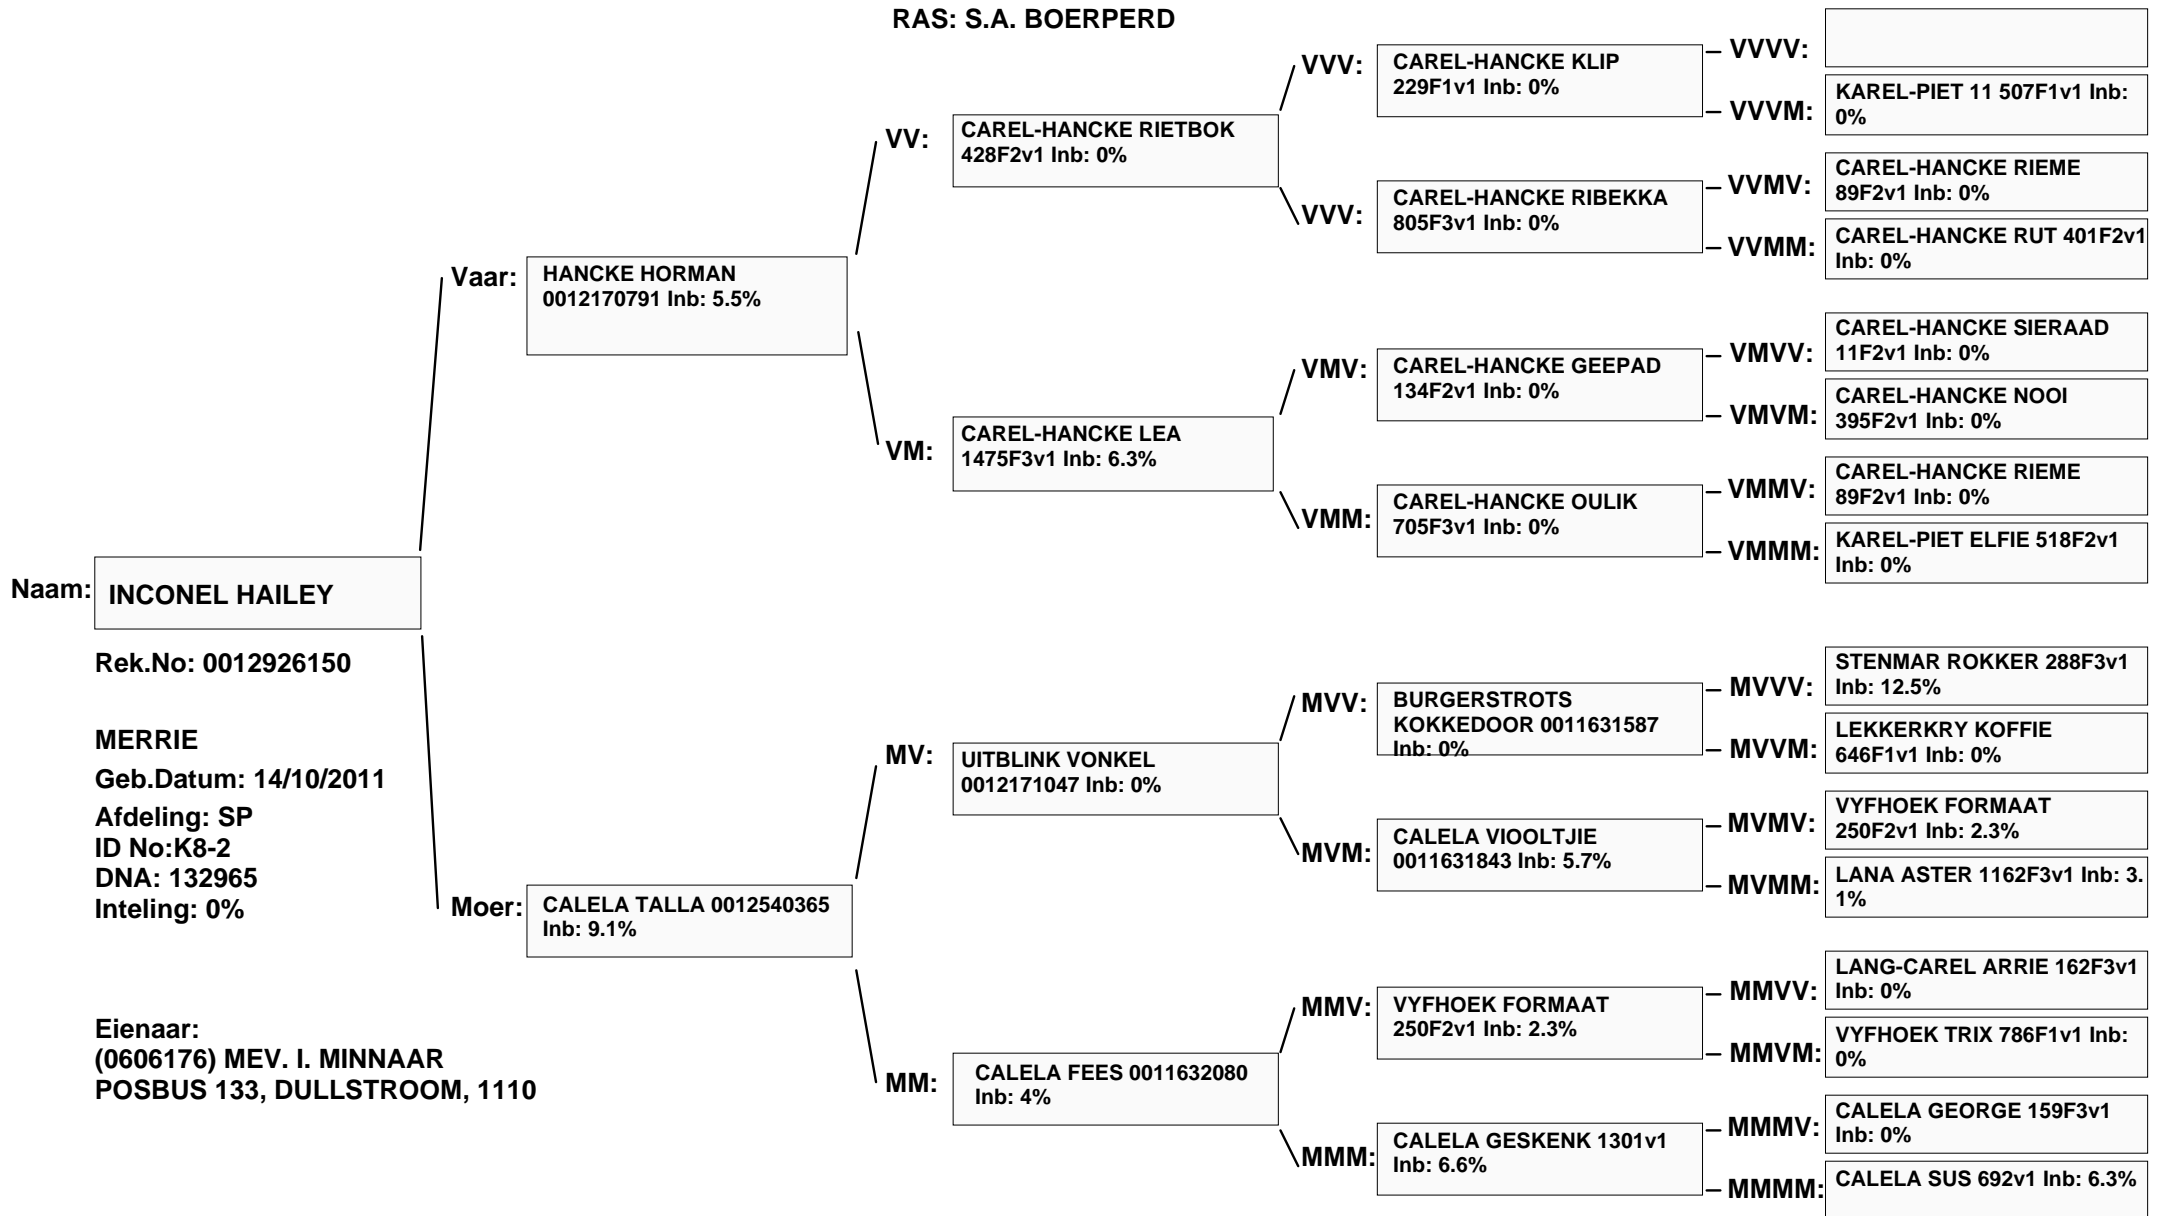 RAS: S.A. BOERPERD
Naam:
INCONEL HAILEY
Rek.No: 0012926150
MERRIE
Geb.Datum: 14/10/2011
Afdeling: SP
ID No:K8-2
DNA: 132965
Inteling: 0%
Eienaar:
(0606176) MEV. I. MINNAAR
POSBUS 133, DULLSTROOM, 1110
Vaar:
HANCKE HORMAN
0012170791 Inb: 5.5%
Moer:
CALELA TALLA 0012540365
Inb: 9.1%
VV:
CAREL-HANCKE RIETBOK
428F2v1 Inb: 0%
VM:
CAREL-HANCKE LEA
1475F3v1 Inb: 6.3%
MV:
UITBLINK VONKEL
0012171047 Inb: 0%
MM:
CALELA FEES 0011632080
Inb: 4%
VVV:
CAREL-HANCKE KLIP
229F1v1 Inb: 0%
VVV:
CAREL-HANCKE RIBEKKA
805F3v1 Inb: 0%
VMV:
CAREL-HANCKE GEEPAD
134F2v1 Inb: 0%
VMM:
CAREL-HANCKE OULIK
705F3v1 Inb: 0%
MVV:
BURGERSTROTS
KOKKEDOOR 0011631587
Inb: 0%
MVM:
CALELA VIOOLTJIE
0011631843 Inb: 5.7%
MMV:
VYFHOEK FORMAAT
250F2v1 Inb: 2.3%
MMM:
CALELA GESKENK 1301v1
Inb: 6.6%
VVVV:
VVVM:
KAREL-PIET 11 507F1v1 Inb:
0%
VVMV:
CAREL-HANCKE RIEME
89F2v1 Inb: 0%
VVMM:
CAREL-HANCKE RUT 401F2v1
Inb: 0%
VMVV:
CAREL-HANCKE SIERAAD
11F2v1 Inb: 0%
VMVM:
CAREL-HANCKE NOOI
395F2v1 Inb: 0%
VMMV:
CAREL-HANCKE RIEME
89F2v1 Inb: 0%
VMMM:
KAREL-PIET ELFIE 518F2v1
Inb: 0%
MVVV:
STENMAR ROKKER 288F3v1
Inb: 12.5%
MVVM:
LEKKERKRY KOFFIE
646F1v1 Inb: 0%
MVMV:
VYFHOEK FORMAAT
250F2v1 Inb: 2.3%
MVMM:
LANA ASTER 1162F3v1 Inb: 3.
1%
MMVV:
LANG-CAREL ARRIE 162F3v1
Inb: 0%
MMVM:
VYFHOEK TRIX 786F1v1 Inb:
0%
MMMV:
CALELA GEORGE 159F3v1
Inb: 0%
MMMM:
CALELA SUS 692v1 Inb: 6.3%